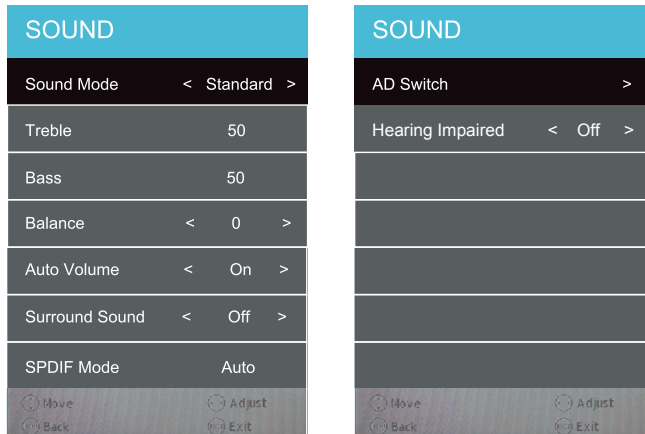 SOUND
Sound Mode < Standard >
Treble 50
Bass 50
Balance < 0 >
Auto Volume < On >
Surround Sound < Off >
SPDIF Mode Auto
Move Adjust
Back Exit
SOUND
AD Switch >
Hearing Impaired < Off >
Move Adjust
Back Exit